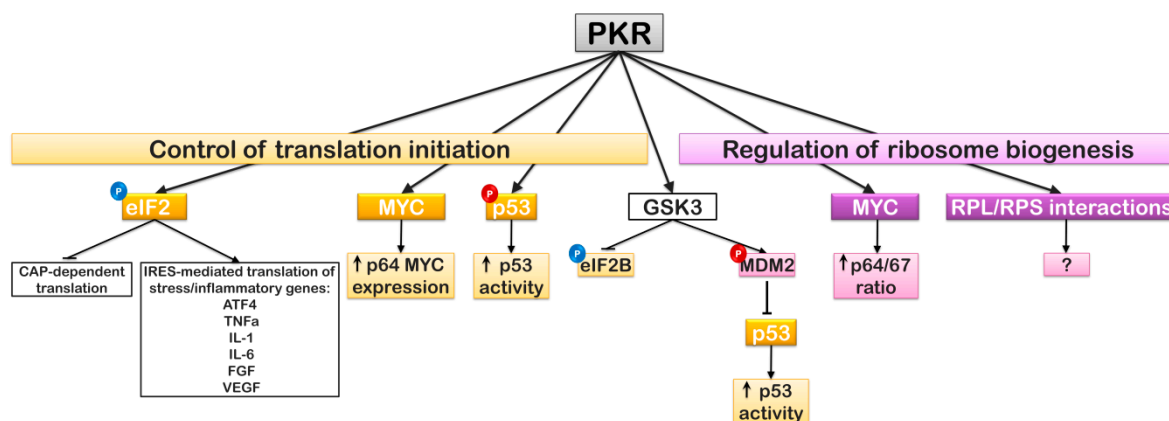 PKR
Control of translation initiation
Regulation of ribosome biogenesis
P
eIF2
MYC
P
p53
GSK3
MYC
RPL/RPS interactions
CAP-dependent
translation
IRES-mediated translation of
stress/inflammatory genes:
ATF4
TNFa
IL-1
IL-6
FGF
VEGF
↑ p64 MYC
expression
↑ p53
activity
P
eIF2B
P
MDM2
↑ p64/67
ratio
?
p53
↑ p53
activity